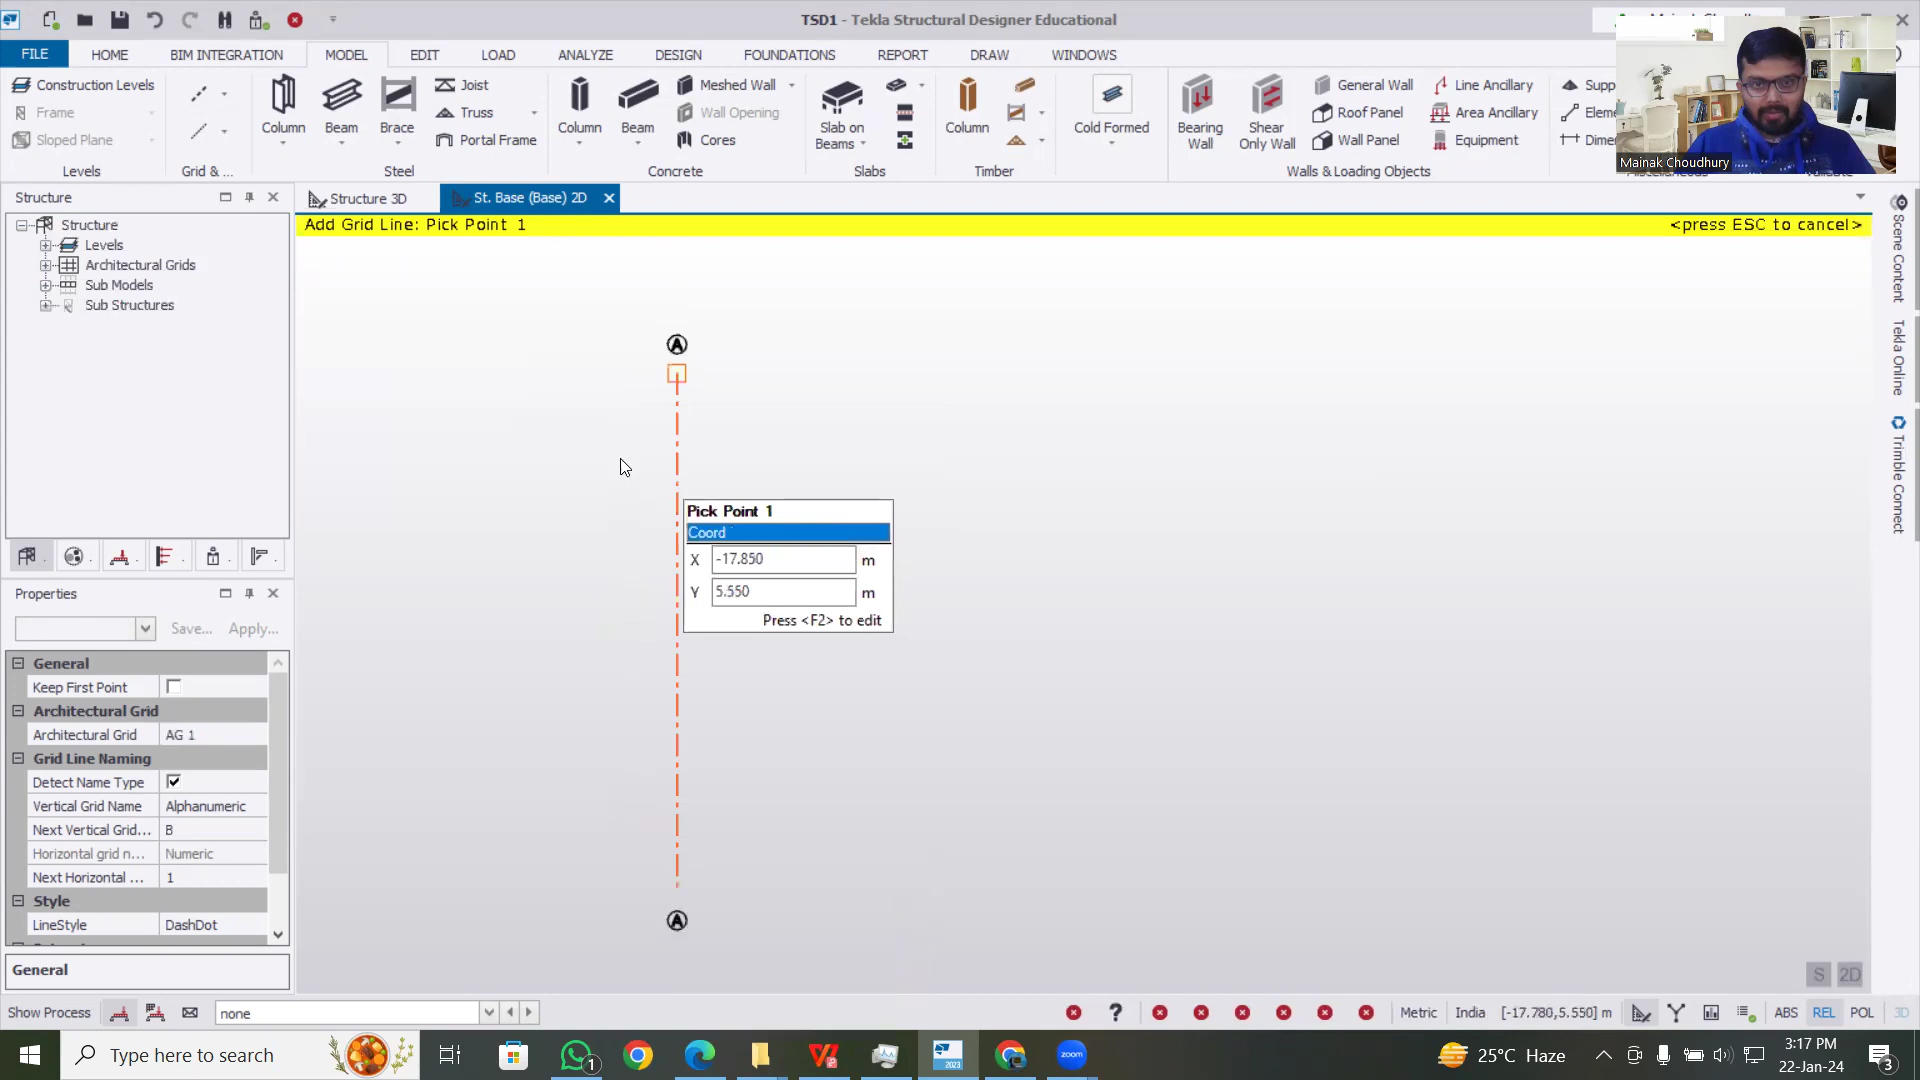 TSD1 - Tekla Structural Designer Educational
FILE HOME BIM INTEGRATION MODEL EDIT LOAD ANALYZE DESIGN FOUNDATIONS REPORT DRAW WINDOWS
Construction Levels
Frame
Sloped Plane
Levels
Grid & ...
Column Beam Brace
Joist
Truss
Portal Frame
Steel
Column Beam
Meshed Wall
Wall Opening
Cores
Concrete
Slab on
Beams
Slabs
Column
Timber
Cold Formed
Bearing
Wall
Shear
Only Wall
General Wall
Roof Panel
Wall Panel
Line Ancillary
Area Ancillary
Equipment
Walls & Loading Objects
Supp
Eleme
Dime
Mainak Choudhury
Structure
Structure
Levels
Architectural Grids
Sub Models
Sub Structures
Structure 3D St. Base (Base) 2D
Add Grid Line: Pick Point 1 <press ESC to cancel>
A
Pick Point 1
Coord
X -17.850 m
Y 5.550 m
Press <F2> to edit
A
S 2D
Scene Content
Tekla Online
Trimble Connect
Properties
Save... Apply...
General
Keep First Point
Architectural Grid
Architectural Grid AG 1
Grid Line Naming
Detect Name Type
Vertical Grid Name Alphanumeric
Next Vertical Grid... B
Horizontal grid n... Numeric
Next Horizontal ... 1
Style
LineStyle DashDot
General
Show Process none
Metric India [-17.780,5.550] m ABS REL POL 3D
Type here to search
1
2023
zoom
25°C Haze
3:17 PM
22-Jan-24
3